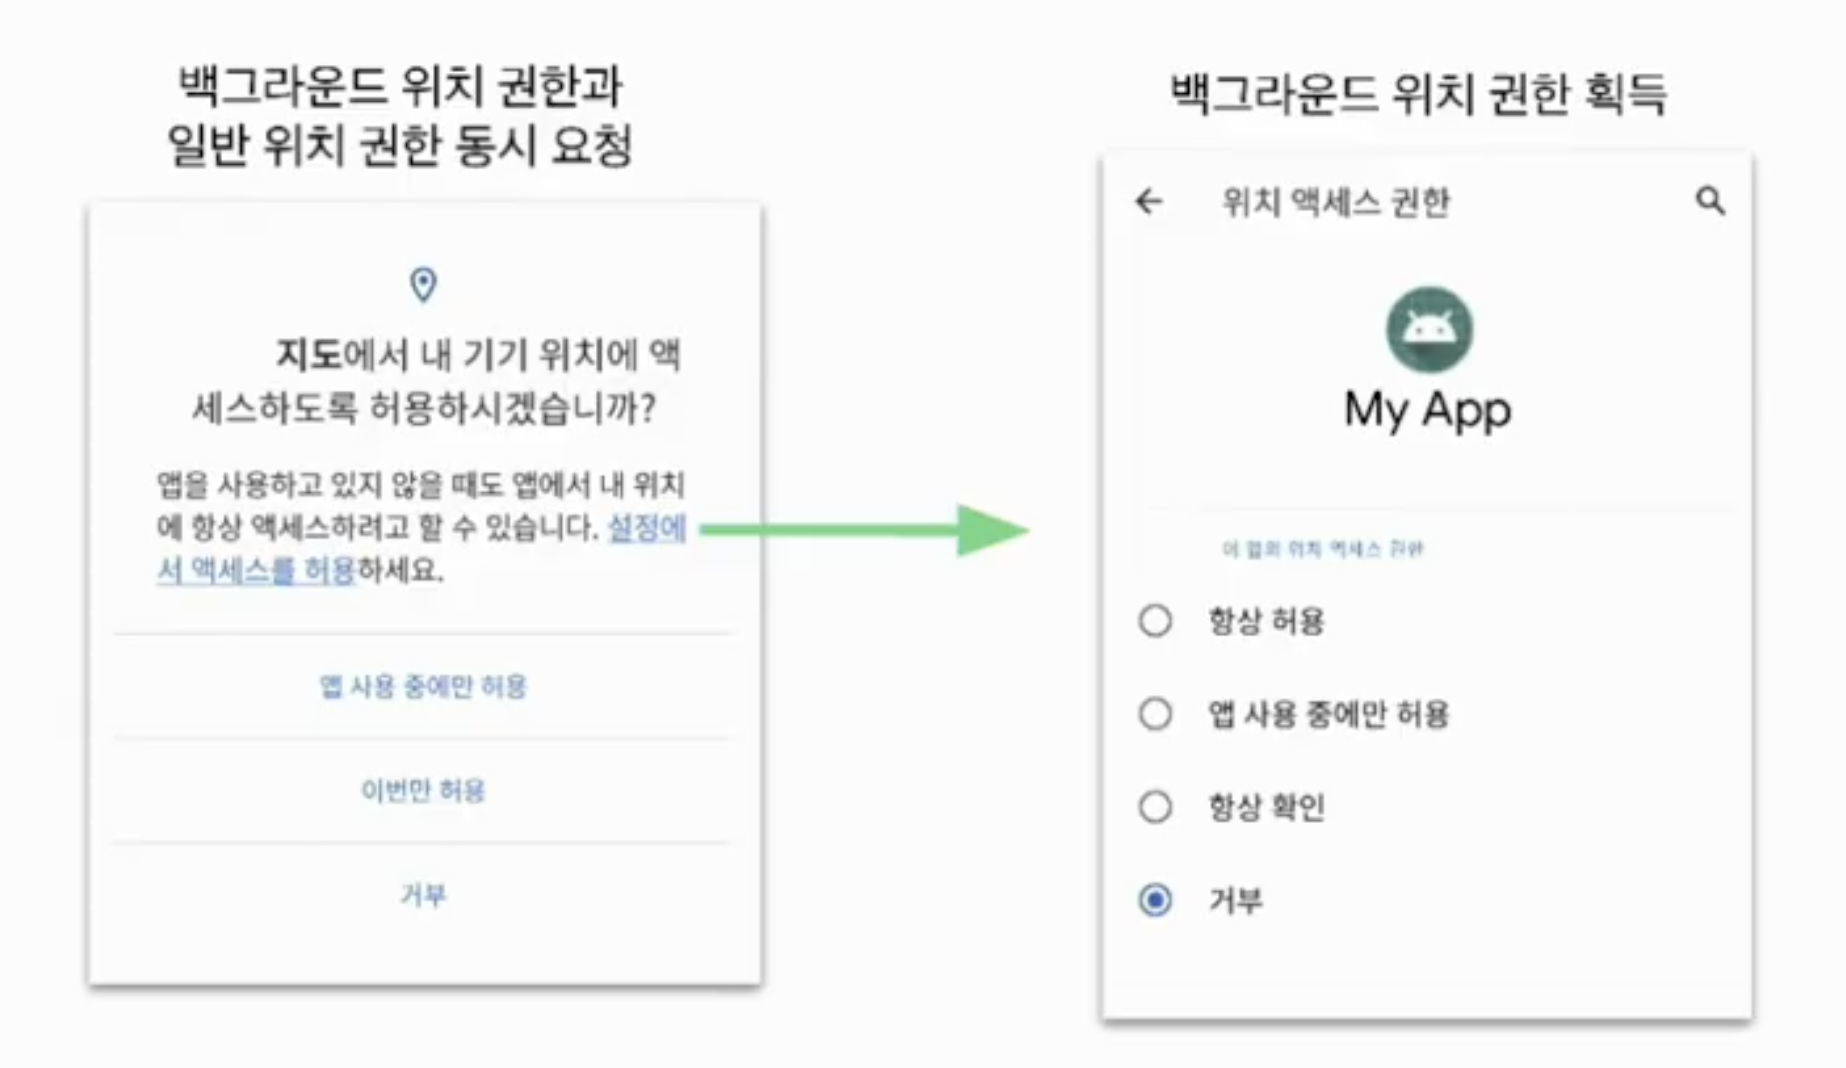 백그라운드 위치 권한과
일반 위치 권한 동시 요청
지도에서 내 기기 위치에 액
세스하도록 허용하시겠습니까?
앱을 사용하고 있지 않을 때도 앱에서 내 위치
에 항상 액세스하려고 할 수 있습니다. 설정에
서 액세스를 허용하세요.
앱 사용 중에만 허용
이번만 허용
거부
백그라운드 위치 권한 획득
위치 액세스 권한
My App
이 앱의 위치 액세스 권한
항상 허용
앱 사용 중에만 허용
항상 확인
거부